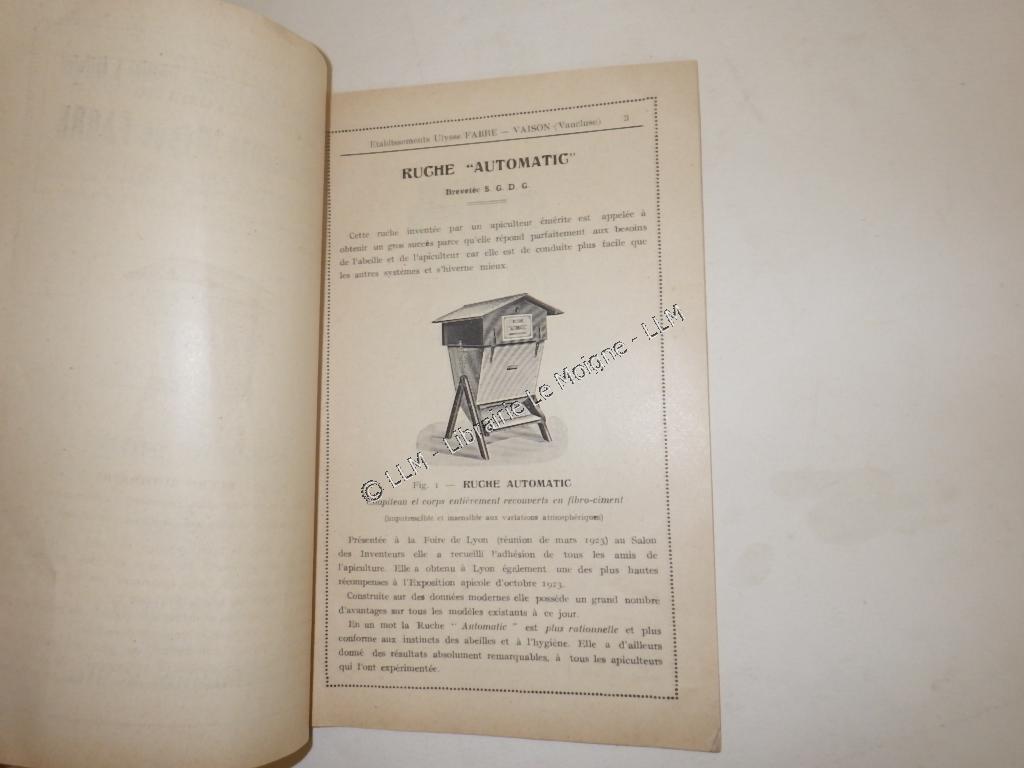 Etablissements Ulysse FABRE — VAISON (Vaucluse) 3
RUCHE "AUTOMATIC"
Brevetée S. G. D. G.
Cette ruche inventée par un apiculteur émérite est appelée à
obtenir un gros succès parce qu'elle répond parfaitement aux besoins
de l'abeille et de l'apiculteur car elle est de conduite plus facile que
les autres systèmes et s'hiverne mieux.
RUCHE
"AUTOMATIC"
© LLM - Librairie Le Moigne - LLM
Fig. 1 — RUCHE AUTOMATIC
Chapiteau et corps entièrement recouverts en fibro-ciment
(imputrescible et insensible aux variations atmosphériques)
Présentée à la Foire de Lyon (réunion de mars 1923) au Salon
des Inventeurs elle a recueilli l'adhésion de tous les amis de
l'apiculture. Elle a obtenu à Lyon également une des plus hautes
récompenses à l'Exposition apicole d'octobre 1923.
Construite sur des données modernes elle possède un grand nombre
d'avantages sur tous les modèles existants à ce jour.
En un mot la Ruche " Automatic " est plus rationnelle et plus
conforme aux instincts des abeilles et à l'hygiène. Elle a d'ailleurs
donné des résultats absolument remarquables, à tous les apiculteurs
qui l'ont expérimentée.